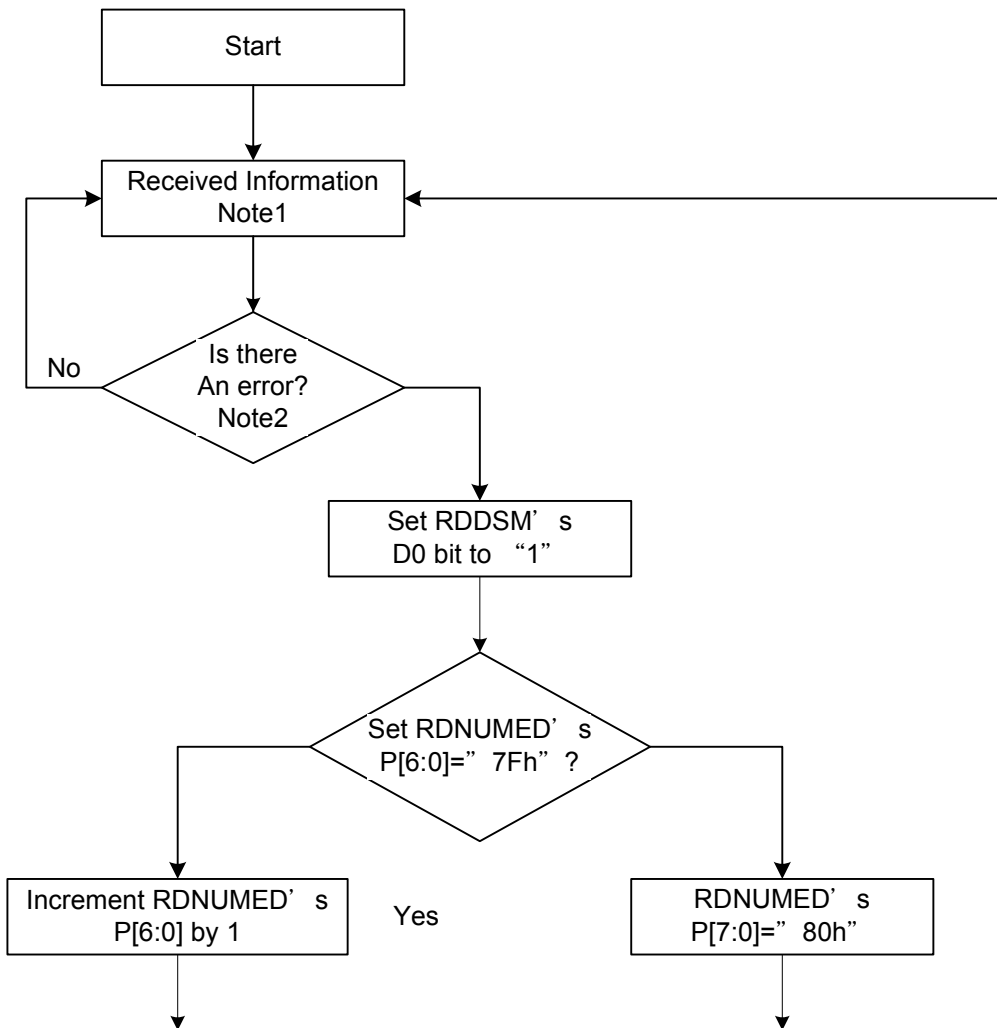 Start
Received Information
Note1
Is there
An error?
Note2
No
Set RDDSM’ s
D0 bit to “1”
Set RDNUMED’ s
P[6:0]=” 7Fh” ?
Increment RDNUMED’ s
P[6:0] by 1
Yes
RDNUMED’ s
P[7:0]=” 80h”